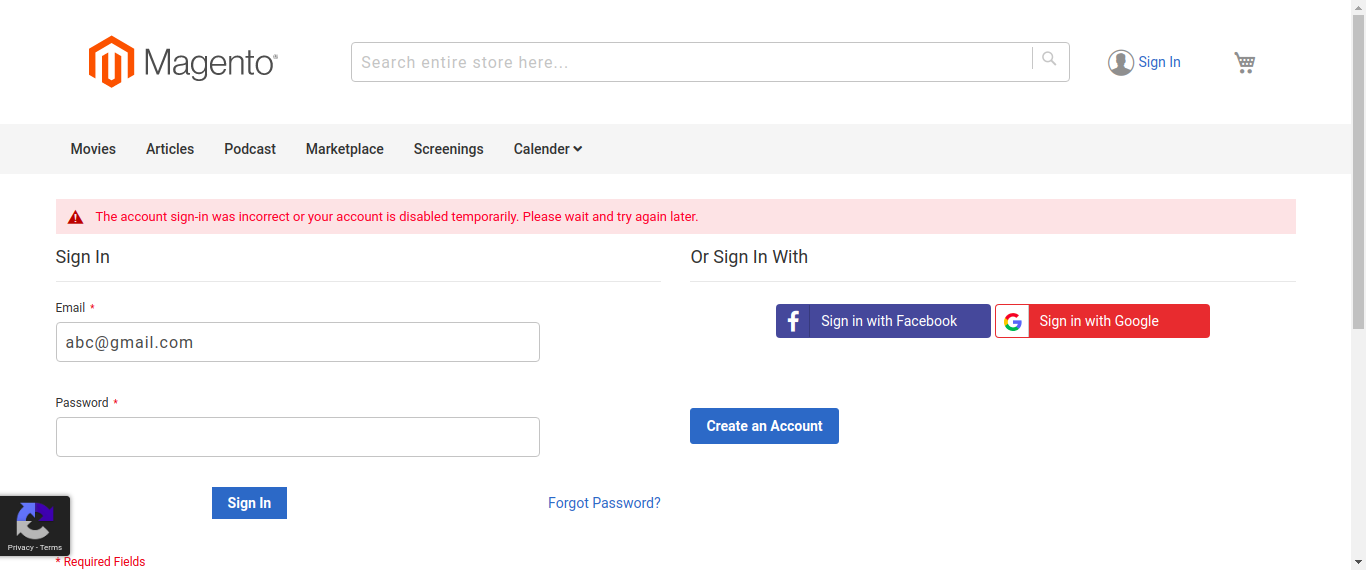 Magento®
Search entire store here...
Sign In
Movies Articles Podcast Marketplace Screenings Calender
The account sign-in was incorrect or your account is disabled temporarily. Please wait and try again later.
Sign In
Email *
abc@gmail.com
Password *
Sign In Forgot Password?
* Required Fields
Or Sign In With
Sign in with Facebook Sign in with Google
Create an Account
Privacy - Terms